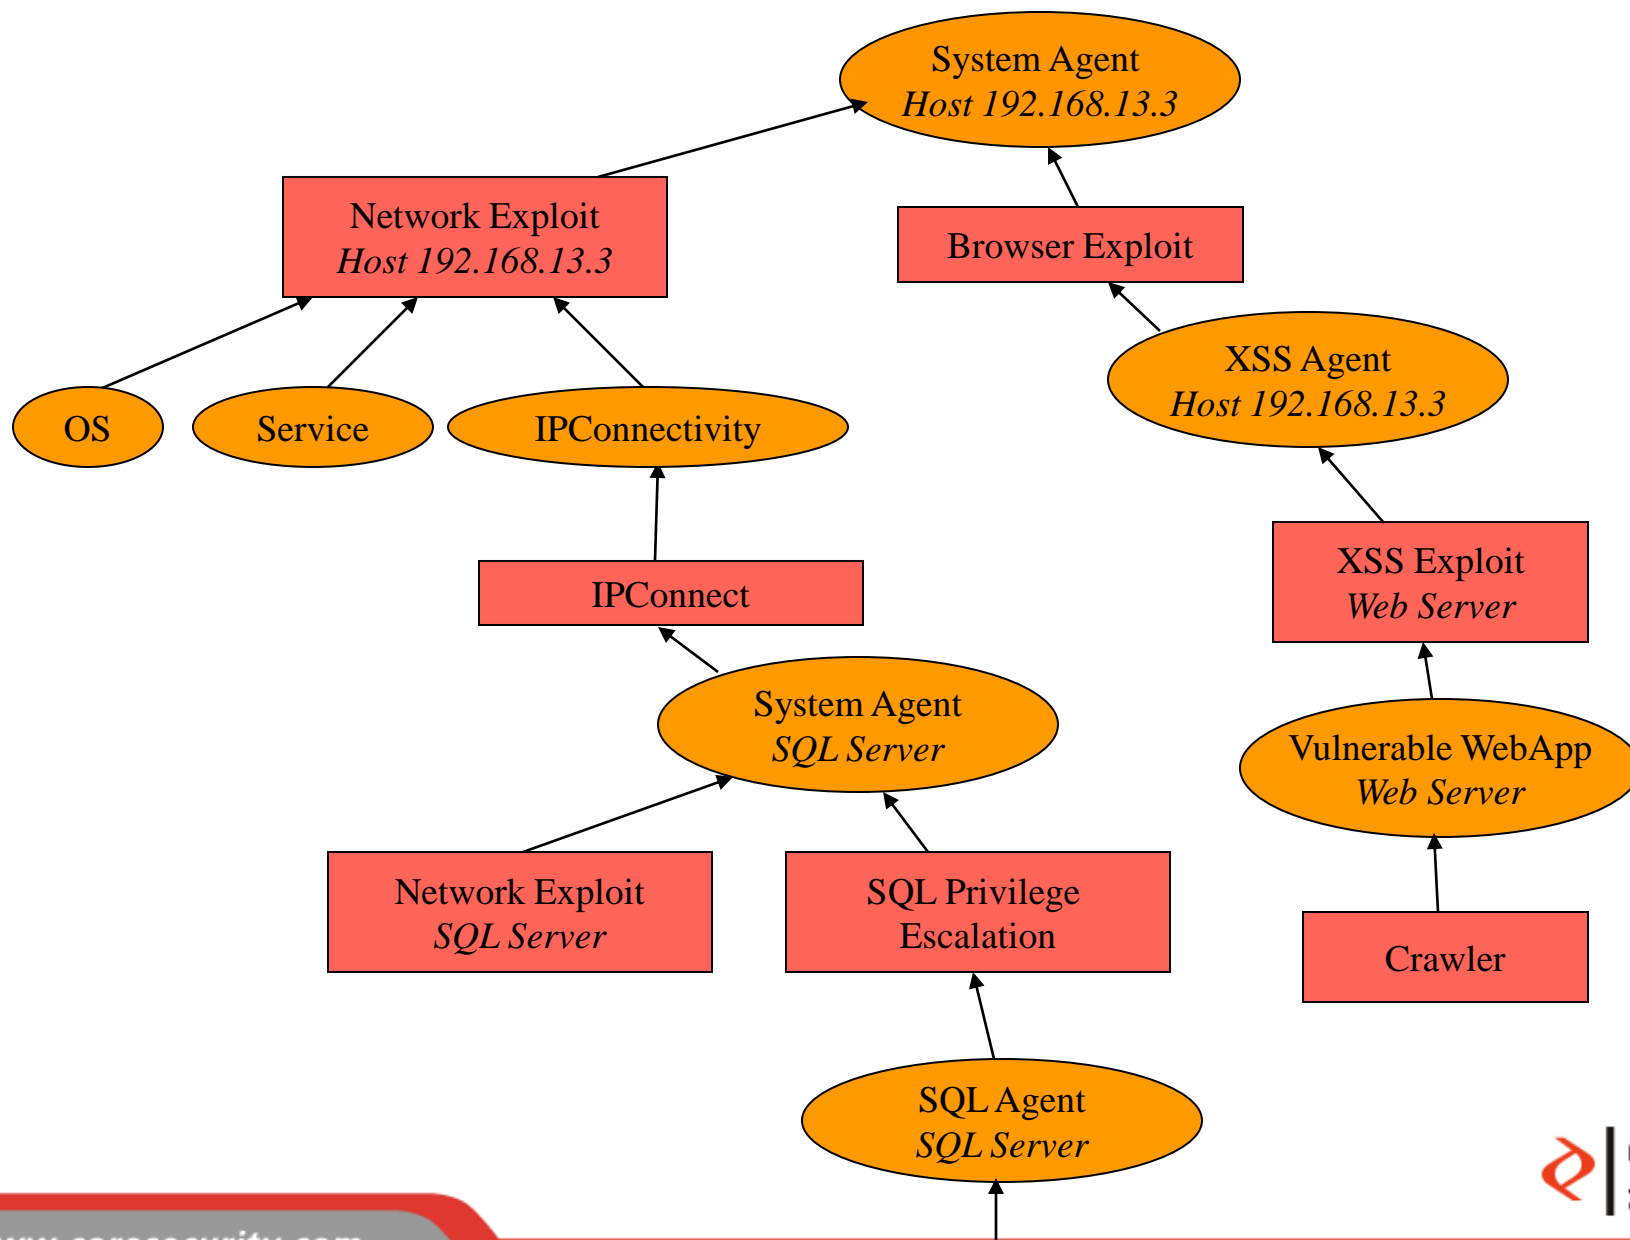 System Agent
Host 192.168.13.3
Network Exploit
Host 192.168.13.3
Browser Exploit
XSS Agent
Host 192.168.13.3
OS
Service
IPConnectivity
XSS Exploit
Web Server
IPConnect
System Agent
SQL Server
Vulnerable WebApp
Web Server
Network Exploit
SQL Server
SQL Privilege
Escalation
Crawler
SQL Agent
SQL Server